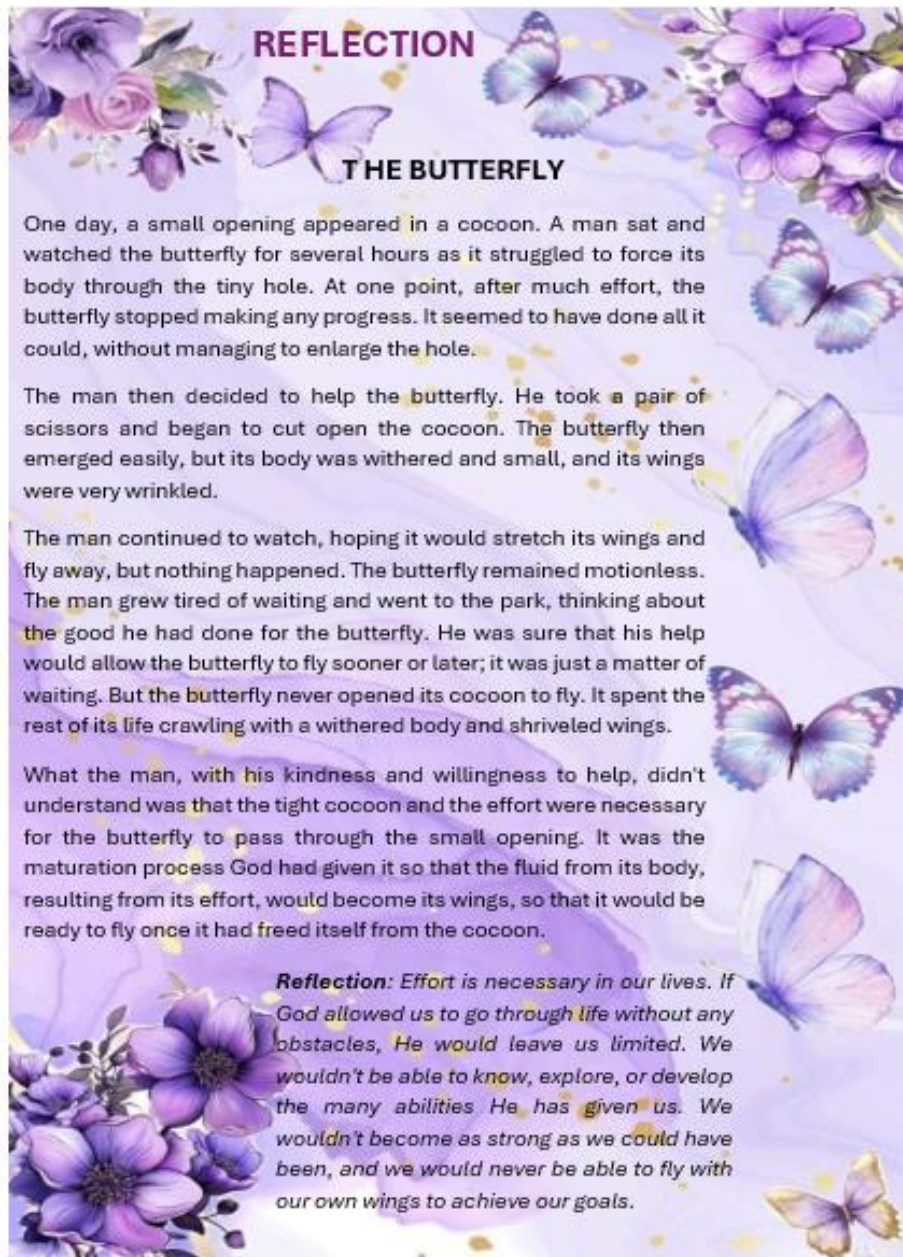 REFLECTION
THE BUTTERFLY
One day, a small opening appeared in a cocoon. A man sat and
watched the butterfly for several hours as it struggled to force its
body through the tiny hole. At one point, after much effort, the
butterfly stopped making any progress. It seemed to have done all it
could, without managing to enlarge the hole.
The man then decided to help the butterfly. He took a pair of
scissors and began to cut open the cocoon. The butterfly then
emerged easily, but its body was withered and small, and its wings
were very wrinkled.
The man continued to watch, hoping it would stretch its wings and
fly away, but nothing happened. The butterfly remained motionless.
The man grew tired of waiting and went to the park, thinking about
the good he had done for the butterfly. He was sure that his help
would allow the butterfly to fly sooner or later; it was just a matter of
waiting. But the butterfly never opened its cocoon to fly. It spent the
rest of its life crawling with a withered body and shriveled wings.
What the man, with his kindness and willingness to help, didn't
understand was that the tight cocoon and the effort were necessary
for the butterfly to pass through the small opening. It was the
maturation process God had given it so that the fluid from its body,
resulting from its effort, would become its wings, so that it would be
ready to fly once it had freed itself from the cocoon.
Reflection: Effort is necessary in our lives. If
God allowed us to go through life without any
obstacles, He would leave us limited. We
wouldn't be able to know, explore, or develop
the many abilities He has given us. We
wouldn't become as strong as we could have
been, and we would never be able to fly with
our own wings to achieve our goals.